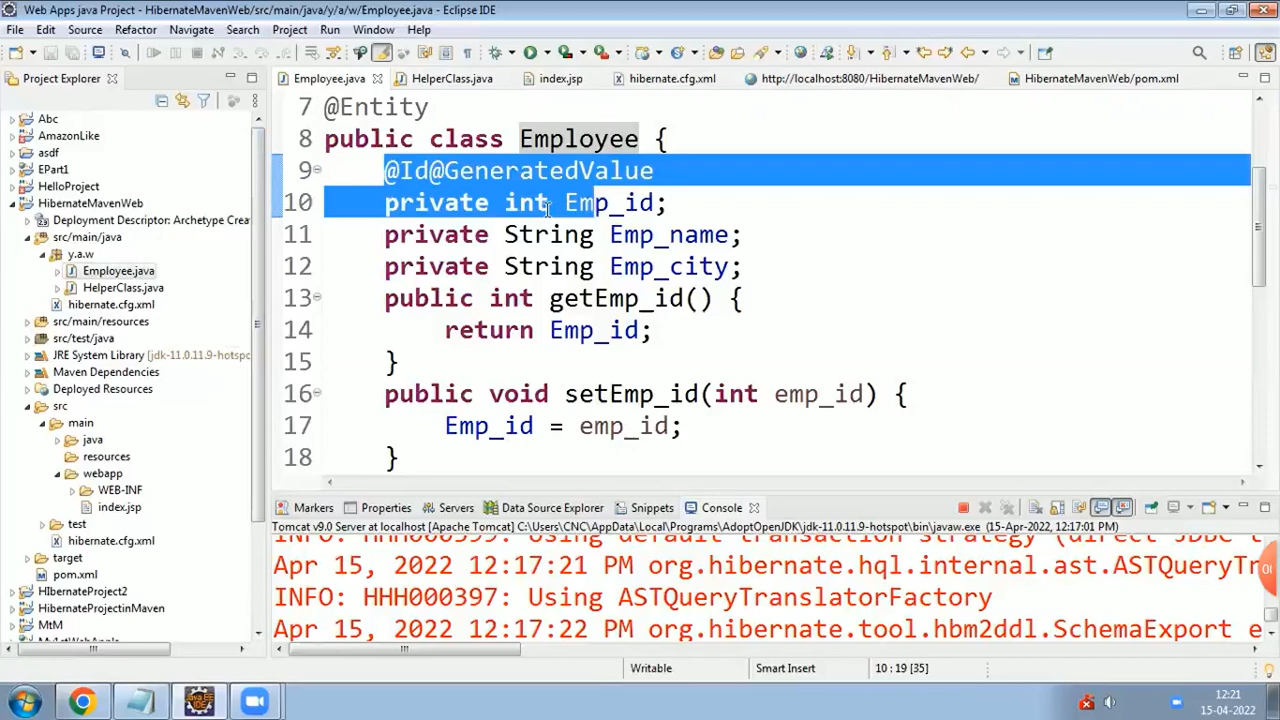 Web Apps java Project - HibernateMavenWeb/src/main/java/y/a/w/Employee.java - Eclipse IDE
File Edit Source Refactor Navigate Search Project Run Window Help
Project Explorer
Employee.java HelperClass.java index.jsp hibernate.cfg.xml http://localhost:8080/HibernateMavenWeb/ HibernateMavenWeb/pom.xml
Abc
AmazonLike
asdf
EPart1
HelloProject
HibernateMavenWeb
Deployment Descriptor: Archetype Crea
src/main/java
y.a.w
Employee.java
HelperClass.java
hibernate.cfg.xml
src/main/resources
src/test/java
JRE System Library [jdk-11.0.11.9-hotspo
Maven Dependencies
Deployed Resources
src
main
java
resources
webapp
WEB-INF
index.jsp
test
hibernate.cfg.xml
target
pom.xml
HIbernateProject2
HibernateProjectinMaven
MtM
7 @Entity
8 public class Employee {
9 @Id@GeneratedValue
10 private int Emp_id;
11 private String Emp_name;
12 private String Emp_city;
13 public int getEmp_id() {
14 return Emp_id;
15 }
16 public void setEmp_id(int emp_id) {
17 Emp_id = emp_id;
18 }
Markers Properties Servers Data Source Explorer Snippets Console
Tomcat v9.0 Server at localhost [Apache Tomcat] C:\Users\CNC\AppData\Local\Programs\AdoptOpenJDK\jdk-11.0.11.9-hotspot\bin\javaw.exe (15-Apr-2022, 12:17:01 PM)
INFO: HHH000399: Using default transaction strategy (direct JDBC t
Apr 15, 2022 12:17:21 PM org.hibernate.hql.internal.ast.ASTQueryTr
INFO: HHH000397: Using ASTQueryTranslatorFactory
Apr 15, 2022 12:17:22 PM org.hibernate.tool.hbm2ddl.SchemaExport e
Writable Smart Insert 10 : 19 [35]
12:21
15-04-2022